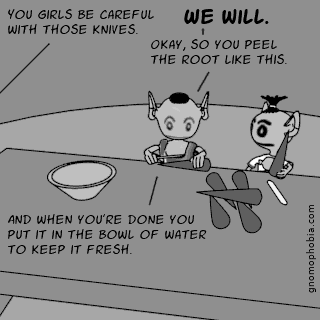 YOU GIRLS BE CAREFUL
WITH THOSE KNIVES.
WE WILL.
OKAY, SO YOU PEEL
THE ROOT LIKE THIS.
AND WHEN YOU'RE DONE YOU
PUT IT IN THE BOWL OF WATER
TO KEEP IT FRESH.
gnomophobia.com